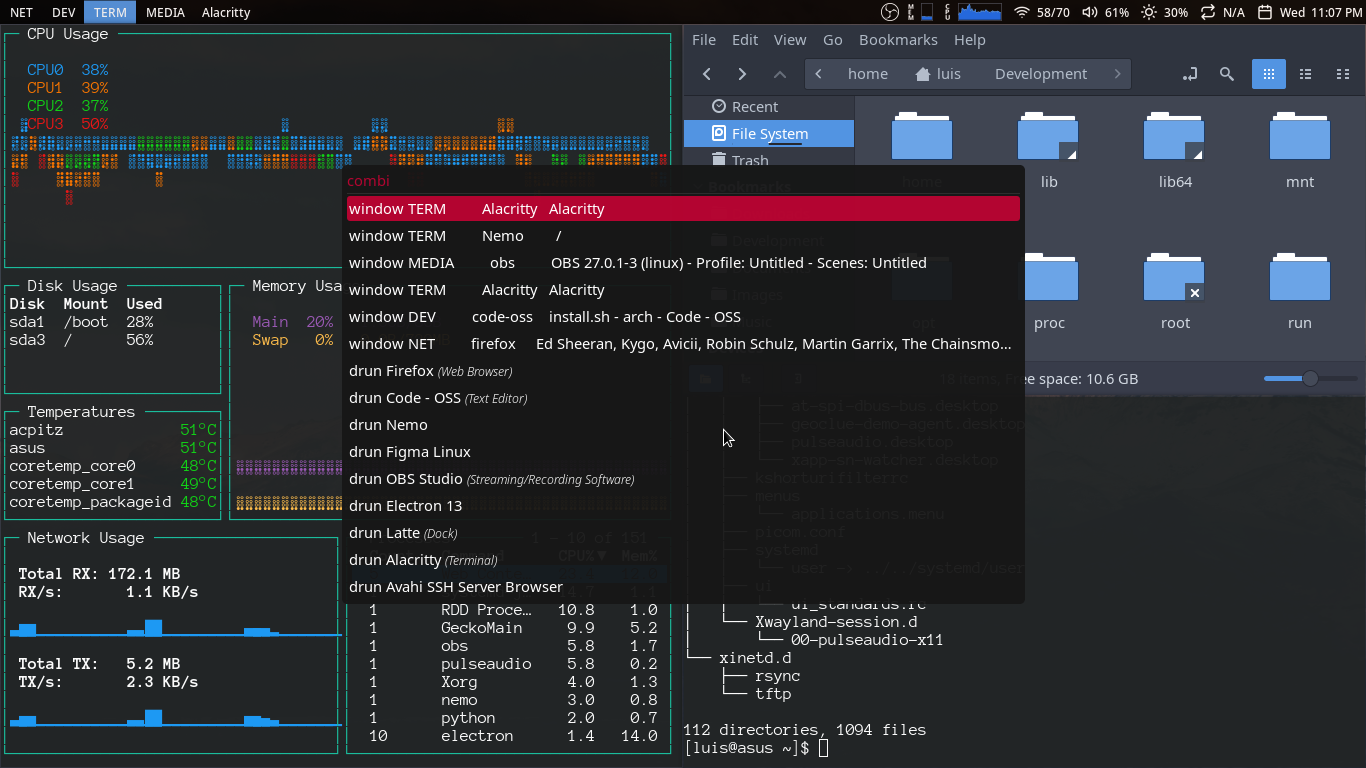 NET DEV TERM MEDIA Alacritty MEM CPU 58/70 61% 30% N/A Wed 11:07 PM
CPU Usage
CPU0 38%
CPU1 39%
CPU2 37%
CPU3 50%
Disk Usage
Disk Mount Used
sda1 /boot 28%
sda3 / 56%
Memory Usa
Main 20%
Swap 0%
Temperatures
acpitz 51ºC
asus 51ºC
coretemp_core0 48ºC
coretemp_core1 49ºC
coretemp_packageid 48ºC
Network Usage
Total RX: 172.1 MB
RX/s: 1.1 KB/s
Total TX: 5.2 MB
TX/s: 2.3 KB/s
combi
window TERM Alacritty Alacritty
window TERM Nemo /
window MEDIA obs OBS 27.0.1-3 (linux) - Profile: Untitled - Scenes: Untitled
window TERM Alacritty Alacritty
window DEV code-oss install.sh - arch - Code - OSS
window NET firefox Ed Sheeran, Kygo, Avicii, Robin Schulz, Martin Garrix, The Chainsmo...
drun Firefox (Web Browser)
drun Code - OSS (Text Editor)
drun Nemo
drun Figma Linux
drun OBS Studio (Streaming/Recording Software)
drun Electron 13
drun Latte (Dock)
drun Alacritty (Terminal)
drun Avahi SSH Server Browser
1 - 10 of 151
CPU%▼ Mem%
1 RDD Proce… 10.8 1.0
1 GeckoMain 9.9 5.2
1 obs 5.8 1.7
1 pulseaudio 5.8 0.2
1 Xorg 4.0 1.3
1 nemo 3.0 0.8
1 python 2.0 0.7
10 electron 1.4 14.0
File Edit View Go Bookmarks Help
home luis Development
Recent
File System
Trash
Bookmarks
Development
Images
home lib lib64 mnt
opt proc root run
18 items, Free space: 10.6 GB
at-spi-dbus-bus.desktop
geoclue-demo-agent.desktop
pulseaudio.desktop
xapp-sn-watcher.desktop
kshorturifilterrc
menus
applications.menu
picom.conf
systemd
user -> ../../systemd/user
ui
ui_standards.rc
Xwayland-session.d
00-pulseaudio-x11
xinetd.d
rsync
tftp
112 directories, 1094 files
[luis@asus ~]$